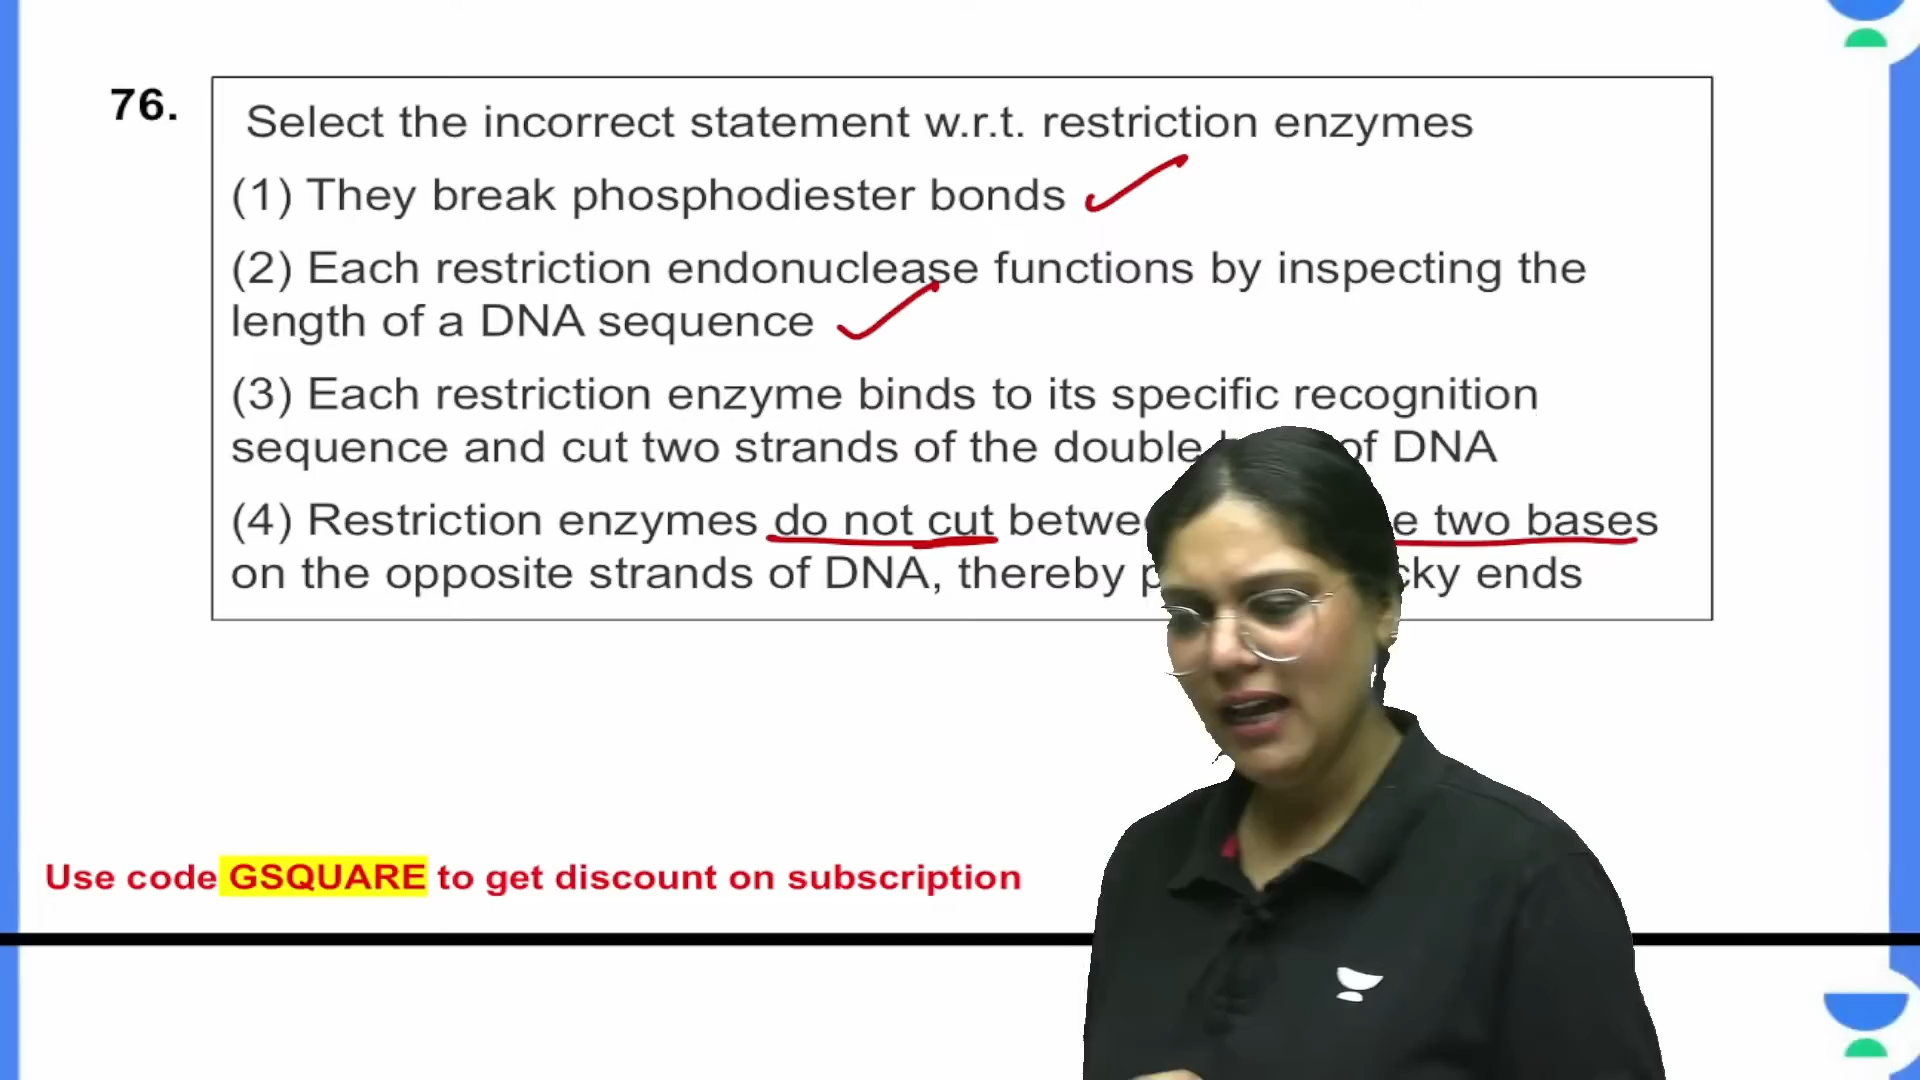 76.
Select the incorrect statement w.r.t. restriction enzymes
(1) They break phosphodiester bonds
(2) Each restriction endonuclease functions by inspecting the
length of a DNA sequence
(3) Each restriction enzyme binds to its specific recognition
sequence and cut two strands of the double of DNA
(4) Restriction enzymes do not cut two bases
on the opposite strands of DNA, thereby ends
Use code GSQUARE to get discount on subscription